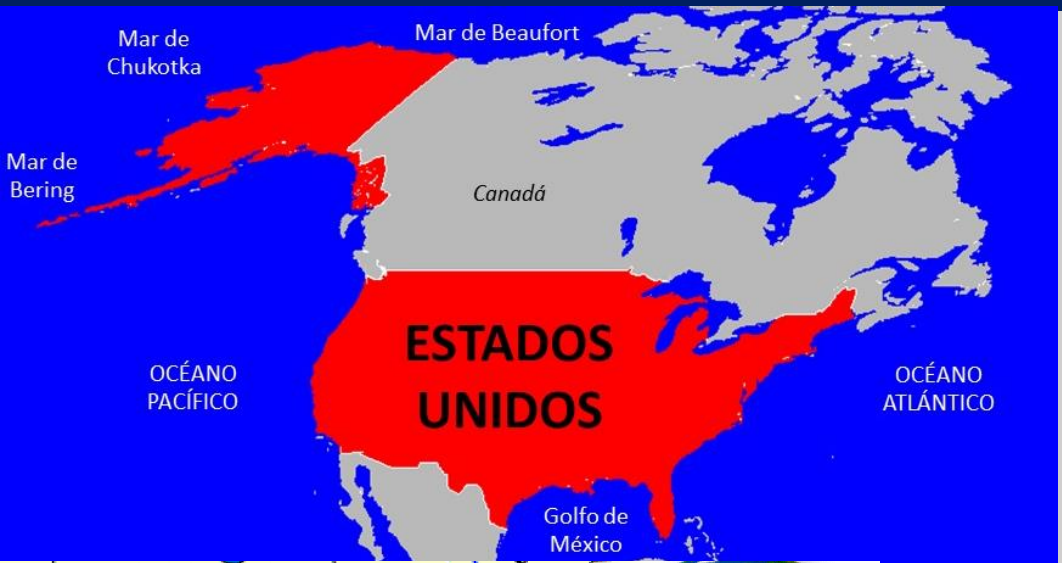 Mar de
Chukotka
Mar de Beaufort
Mar de
Bering
Canadá
ESTADOS
UNIDOS
OCÉANO
PACÍFICO
OCÉANO
ATLÁNTICO
Golfo de
México